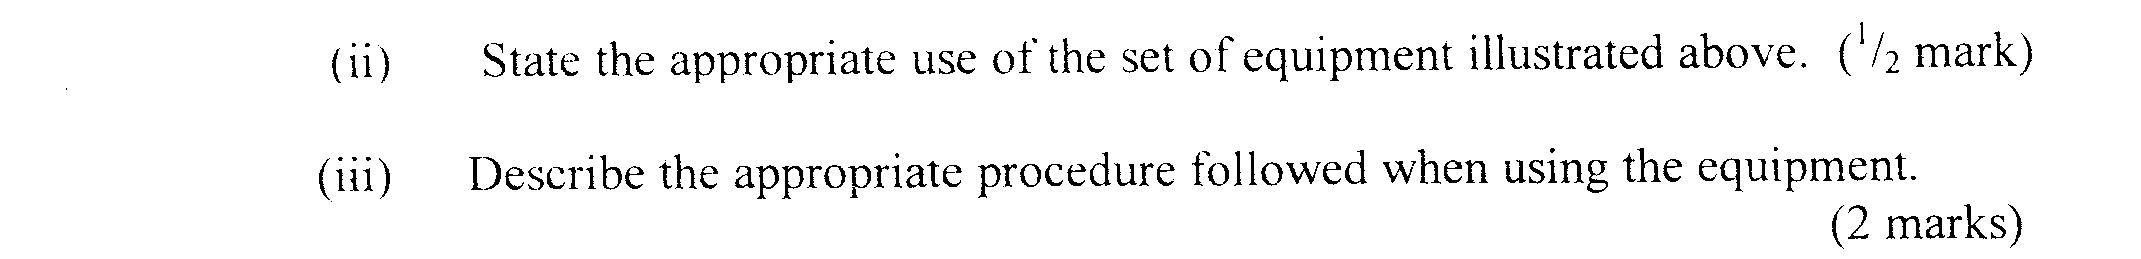 (ii) State the appropriate use of the set of equipment illustrated above. (1/2 mark)
(iii) Describe the appropriate procedure followed when using the equipment.
(2 marks)